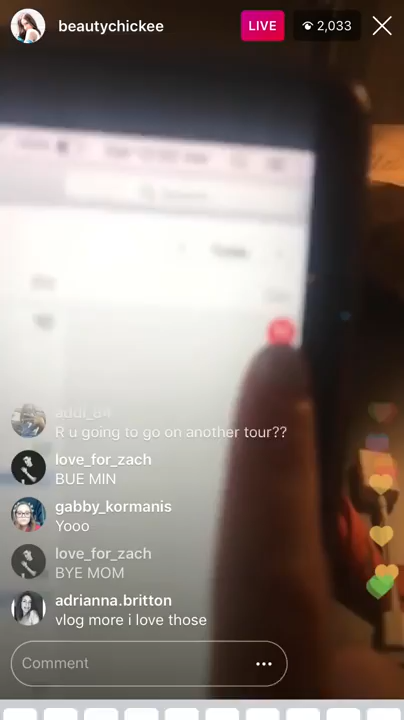 beautychickee
LIVE
2,033
addi_64
R u going to go on another tour??
love_for_zach
BUE MIN
gabby_kormanis
Yooo
love_for_zach
BYE MOM
adrianna.britton
vlog more i love those
Comment